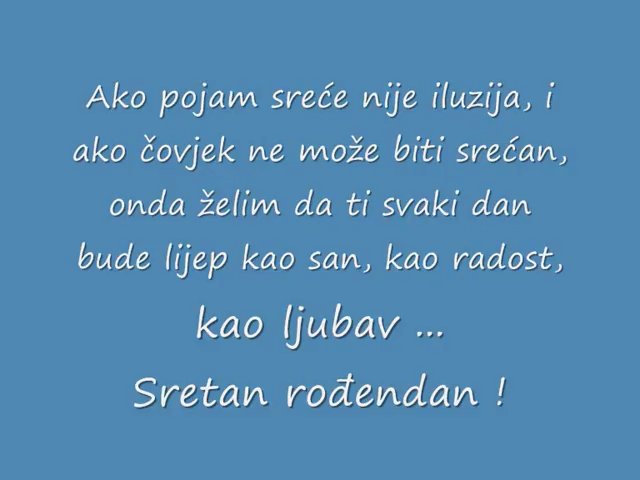 Ako pojam sreće nije iluzija, i
ako čovjek ne može biti srećan,
onda želim da ti svaki dan
bude lijep kao san, kao radost,
kao ljubav ...
Sretan rođendan !